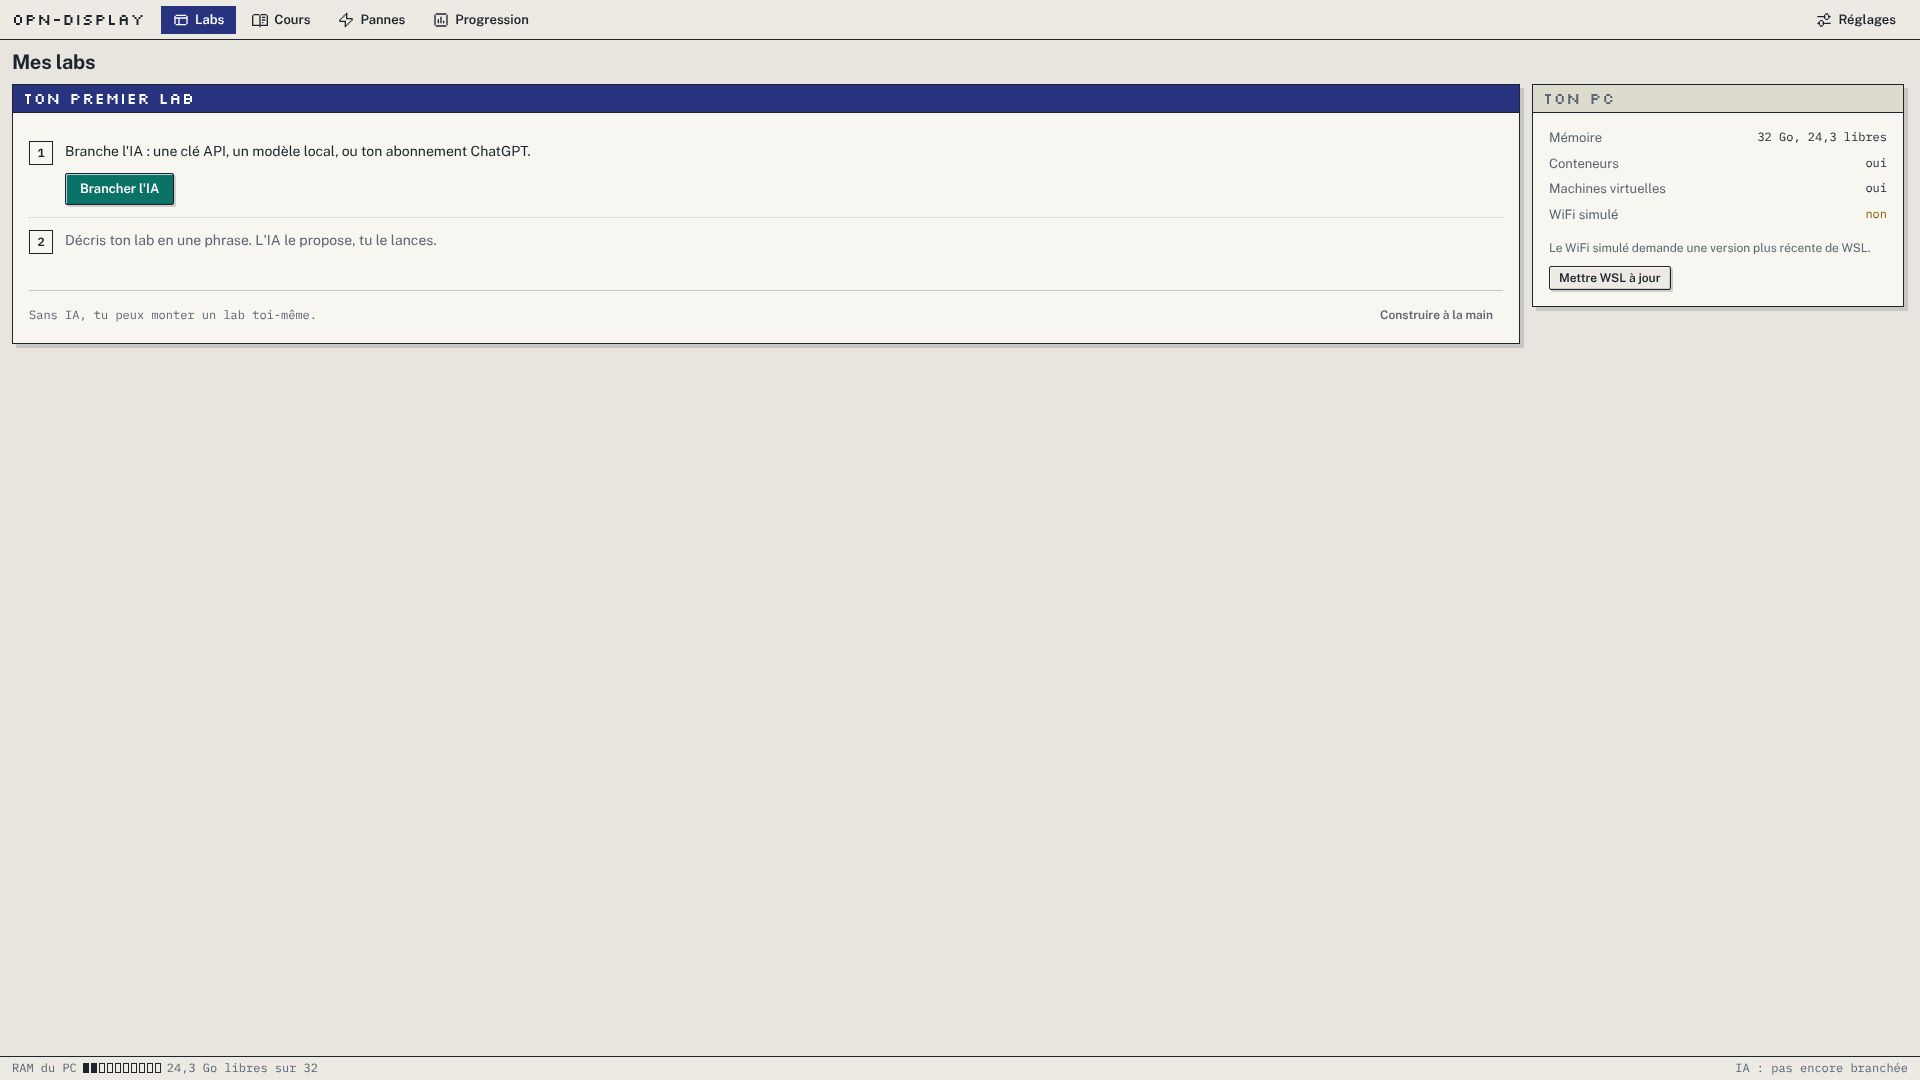 OPN-DISPLAY Labs Cours Pannes Progression Réglages
Mes labs
TON PREMIER LAB
1 Branche l'IA : une clé API, un modèle local, ou ton abonnement ChatGPT.
Brancher l'IA
2 Décris ton lab en une phrase. L'IA le propose, tu le lances.
Sans IA, tu peux monter un lab toi-même. Construire à la main
TON PC
Mémoire 32 Go, 24,3 libres
Conteneurs oui
Machines virtuelles oui
WiFi simulé non
Le WiFi simulé demande une version plus récente de WSL.
Mettre WSL à jour
RAM du PC 24,3 Go libres sur 32 IA : pas encore branchée